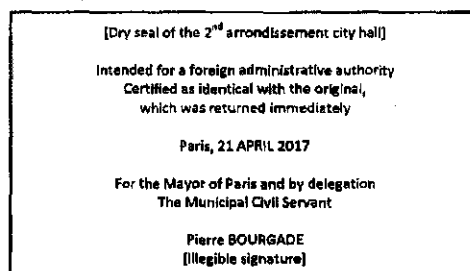 [Dry seal of the 2nd arrondissement city hall]
Intended for a foreign administrative authority
Certified as identical with the original,
which was returned immediately
Paris, 21 APRIL 2017
For the Mayor of Paris and by delegation
The Municipal Civil Servant
Pierre BOURGADE
[Illegible signature]